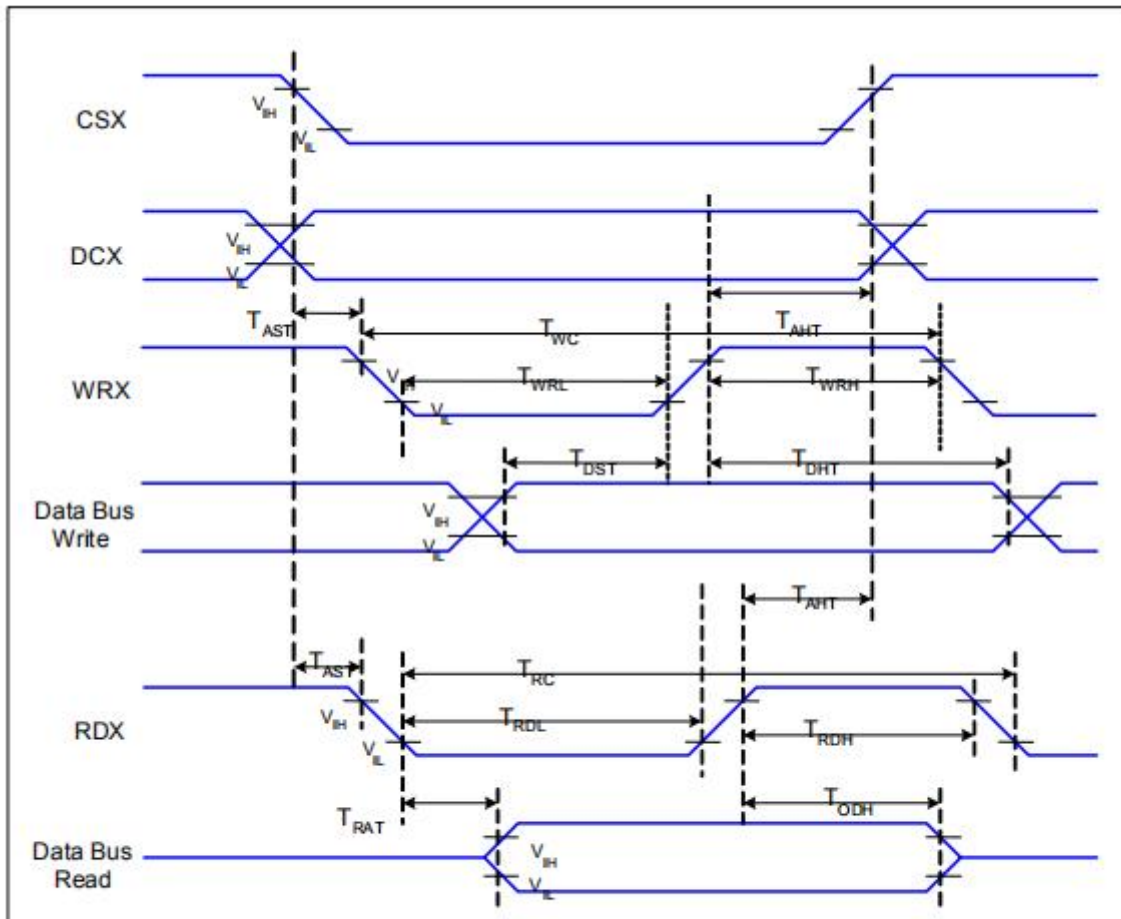 CSX
VIH
VIL
DCX
VIH
VIL
TAST
TWC
TAHT
WRX
VIL
TWRL
TWRH
TDST
TDHT
Data Bus
Write
VIH
VIL
TAHT
TAST
TRC
RDX
VIH
VIL
TRDL
TRDH
TRAT
TODH
Data Bus
Read
VIH
VIL